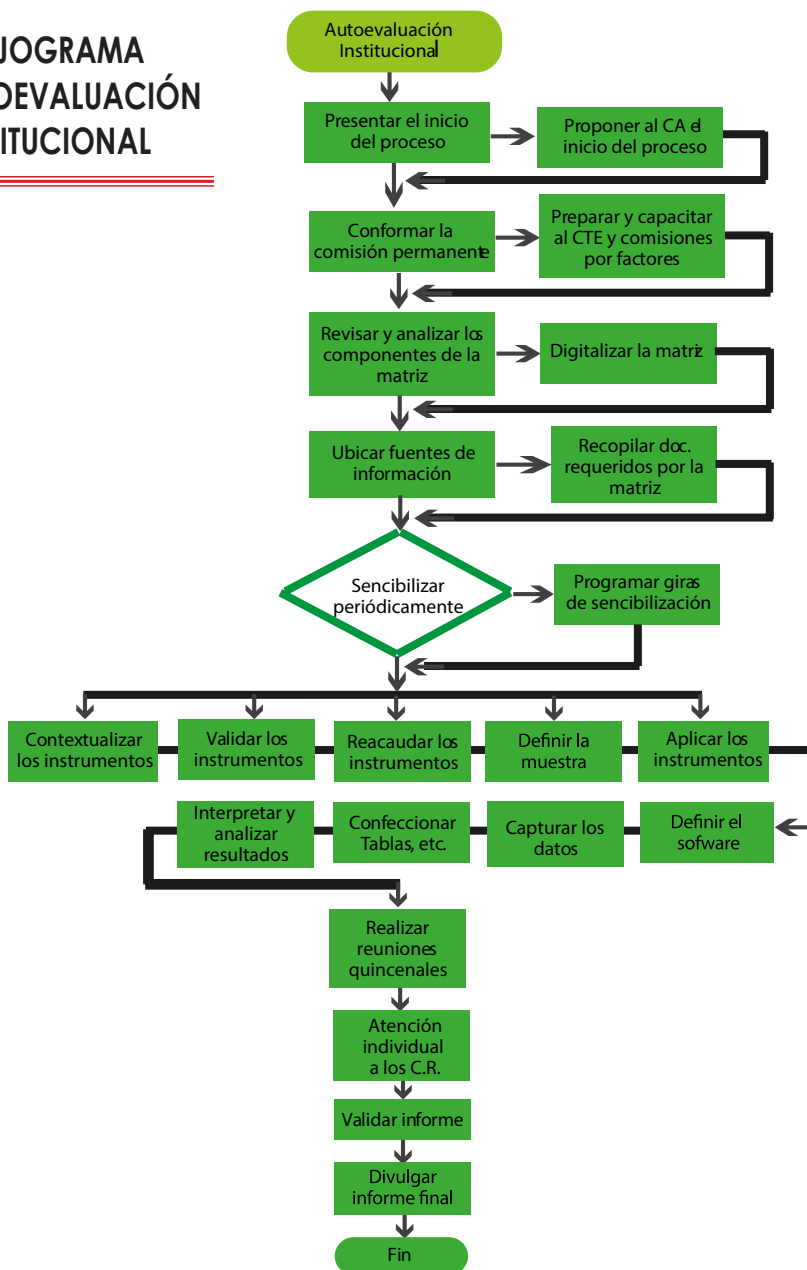 JOGRAMA
OEVALUACIÓN
ITUCIONAL
Autoevaluación
Institucional
Presentar el inicio
del proceso
Proponer al CA el
inicio del proceso
Conformar la
comisión permanente
Preparar y capacitar
al CTE y comisiones
por factores
Revisar y analizar los
componentes de la
matriz
Digitalizar la matriz
Ubicar fuentes de
información
Recopilar doc.
requeridos por la
matriz
Sencibilizar
periódicamente
Programar giras
de sencibilización
Contextualizar
los instrumentos
Validar los
instrumentos
Reacaudar los
instrumentos
Definir la
muestra
Aplicar los
instrumentos
Interpretar y
analizar
resultados
Confeccionar
Tablas, etc.
Capturar los
datos
Definir el
sofware
Realizar
reuniones
quincenales
Atención
individual
a los C.R.
Validar informe
Divulgar
informe final
Fin